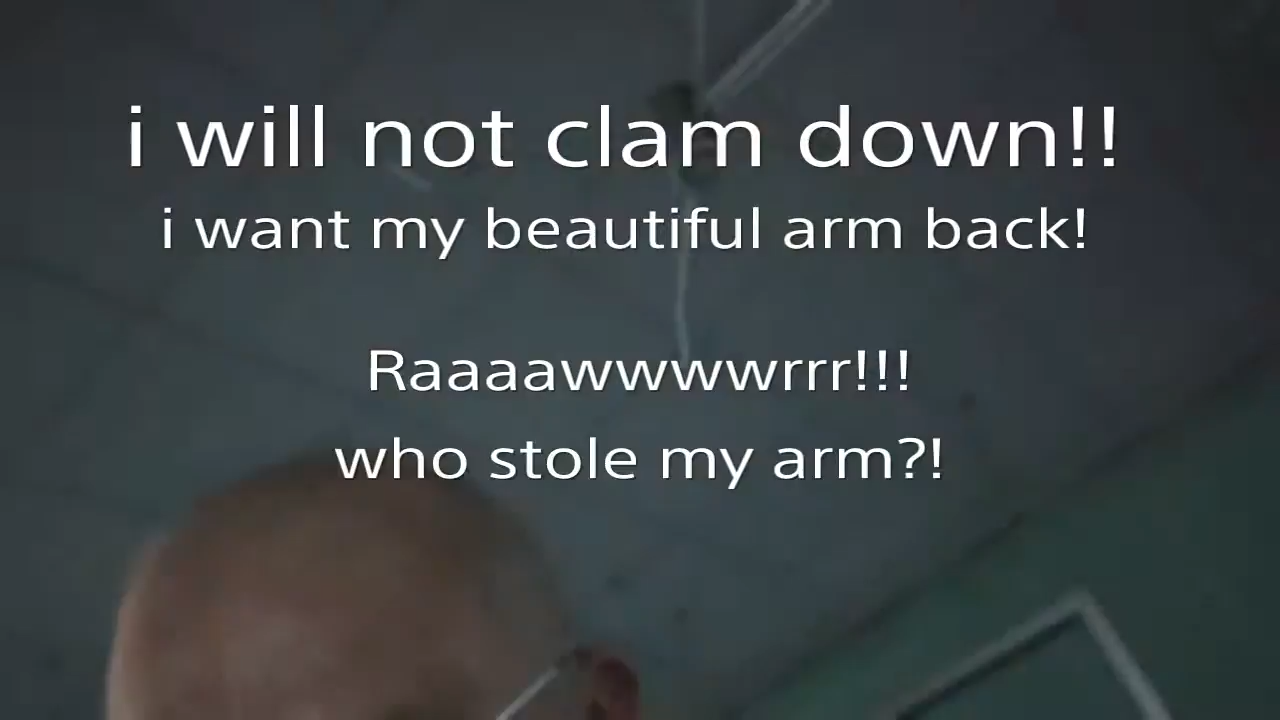 i will not clam down!!
i want my beautiful arm back!
Raaaawwwwrrr!!!
who stole my arm?!